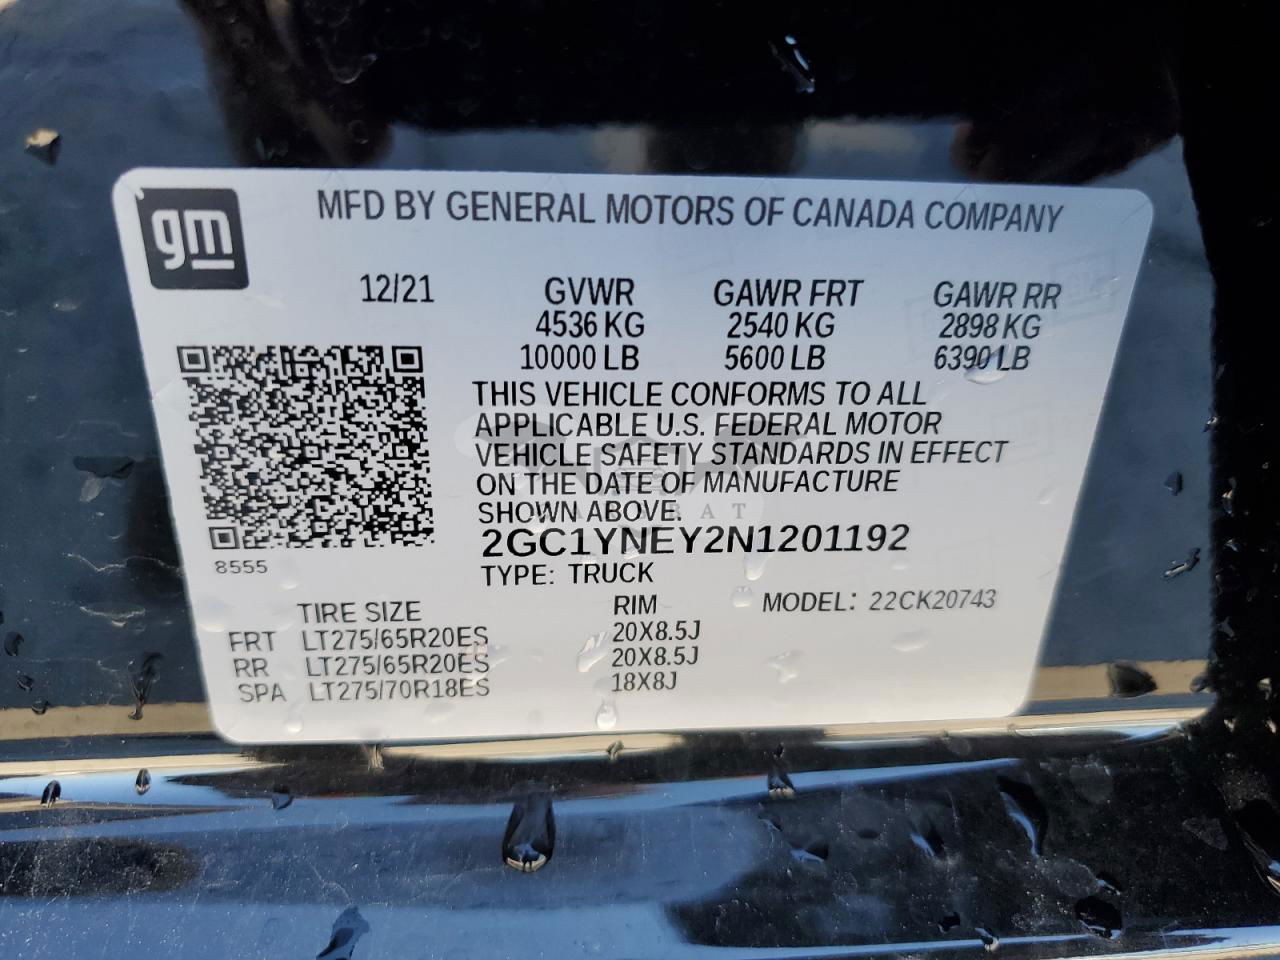 gm
MFD BY GENERAL MOTORS OF CANADA COMPANY
12/21 GVWR GAWR FRT GAWR RR
4536 KG 2540 KG 2898 KG
10000 LB 5600 LB 6390 LB
THIS VEHICLE CONFORMS TO ALL
APPLICABLE U.S. FEDERAL MOTOR
VEHICLE SAFETY STANDARDS IN EFFECT
ON THE DATE OF MANUFACTURE
SHOWN ABOVE.
2GC1YNEY2N1201192
8555
TYPE: TRUCK
TIRE SIZE RIM MODEL: 22CK20743
FRT LT275/65R20ES 20X8.5J
RR LT275/65R20ES 20X8.5J
SPA LT275/70R18ES 18X8J